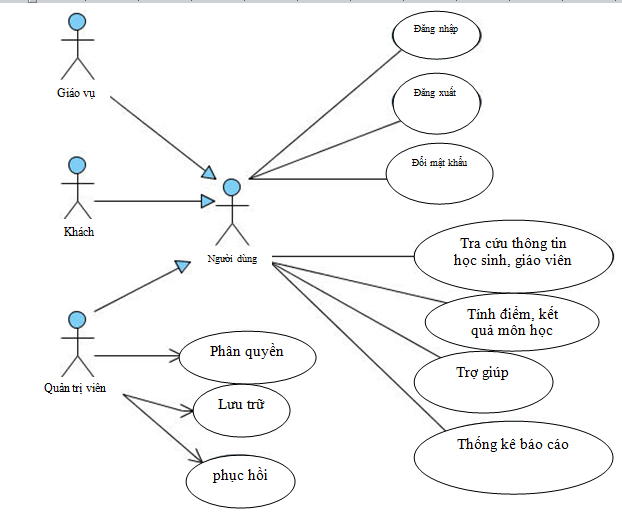 Giáo vụ
Khách
Quản trị viên
Người dùng
Đăng nhập
Đăng xuất
Đổi mật khẩu
Tra cứu thông tin
học sinh, giáo viên
Tính điểm, kết
quả môn học
Trợ giúp
Thống kê báo cáo
Phân quyền
Lưu trữ
phục hồi